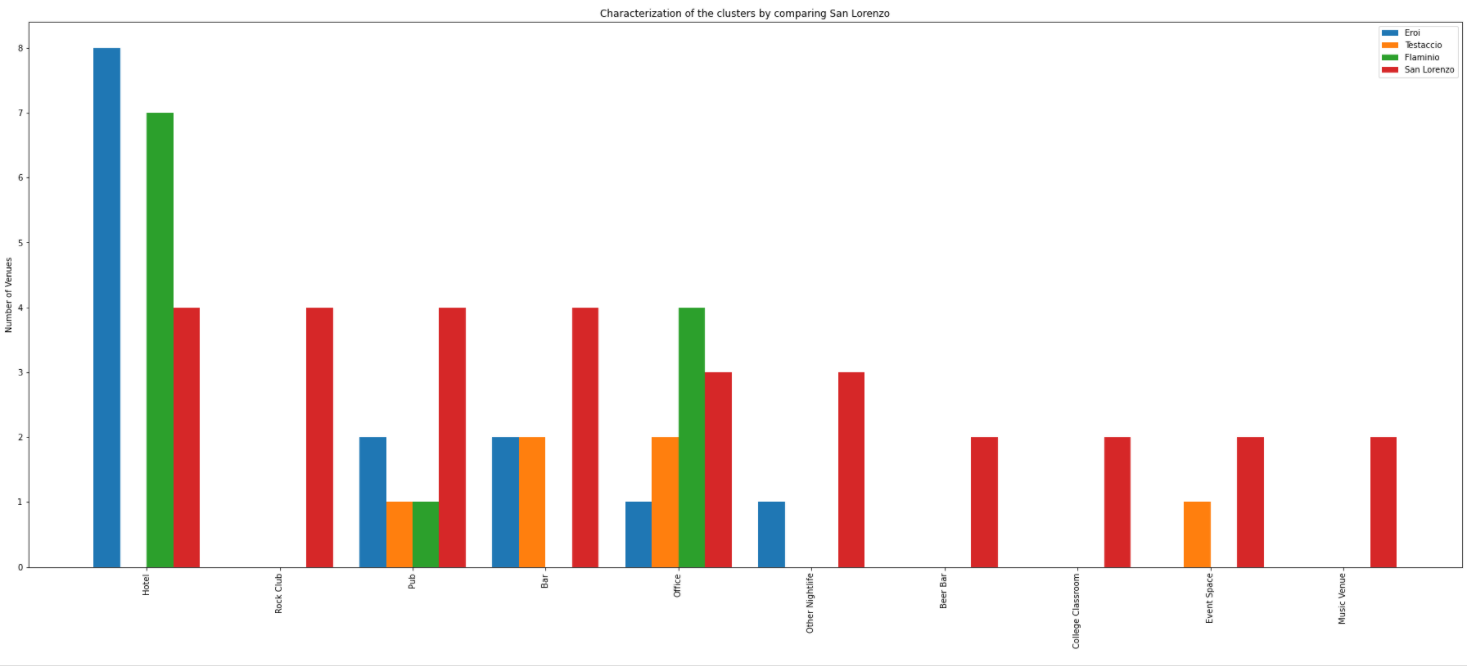 Characterization of the clusters by comparing San Lorenzo
Eroi
Testaccio
Flaminio
San Lorenzo
Number of Venues
8
7
6
5
4
3
2
1
0
Hotel
Rock Club
Pub
Bar
Office
Other Nightlife
Beer Bar
College Classroom
Event Space
Music Venue